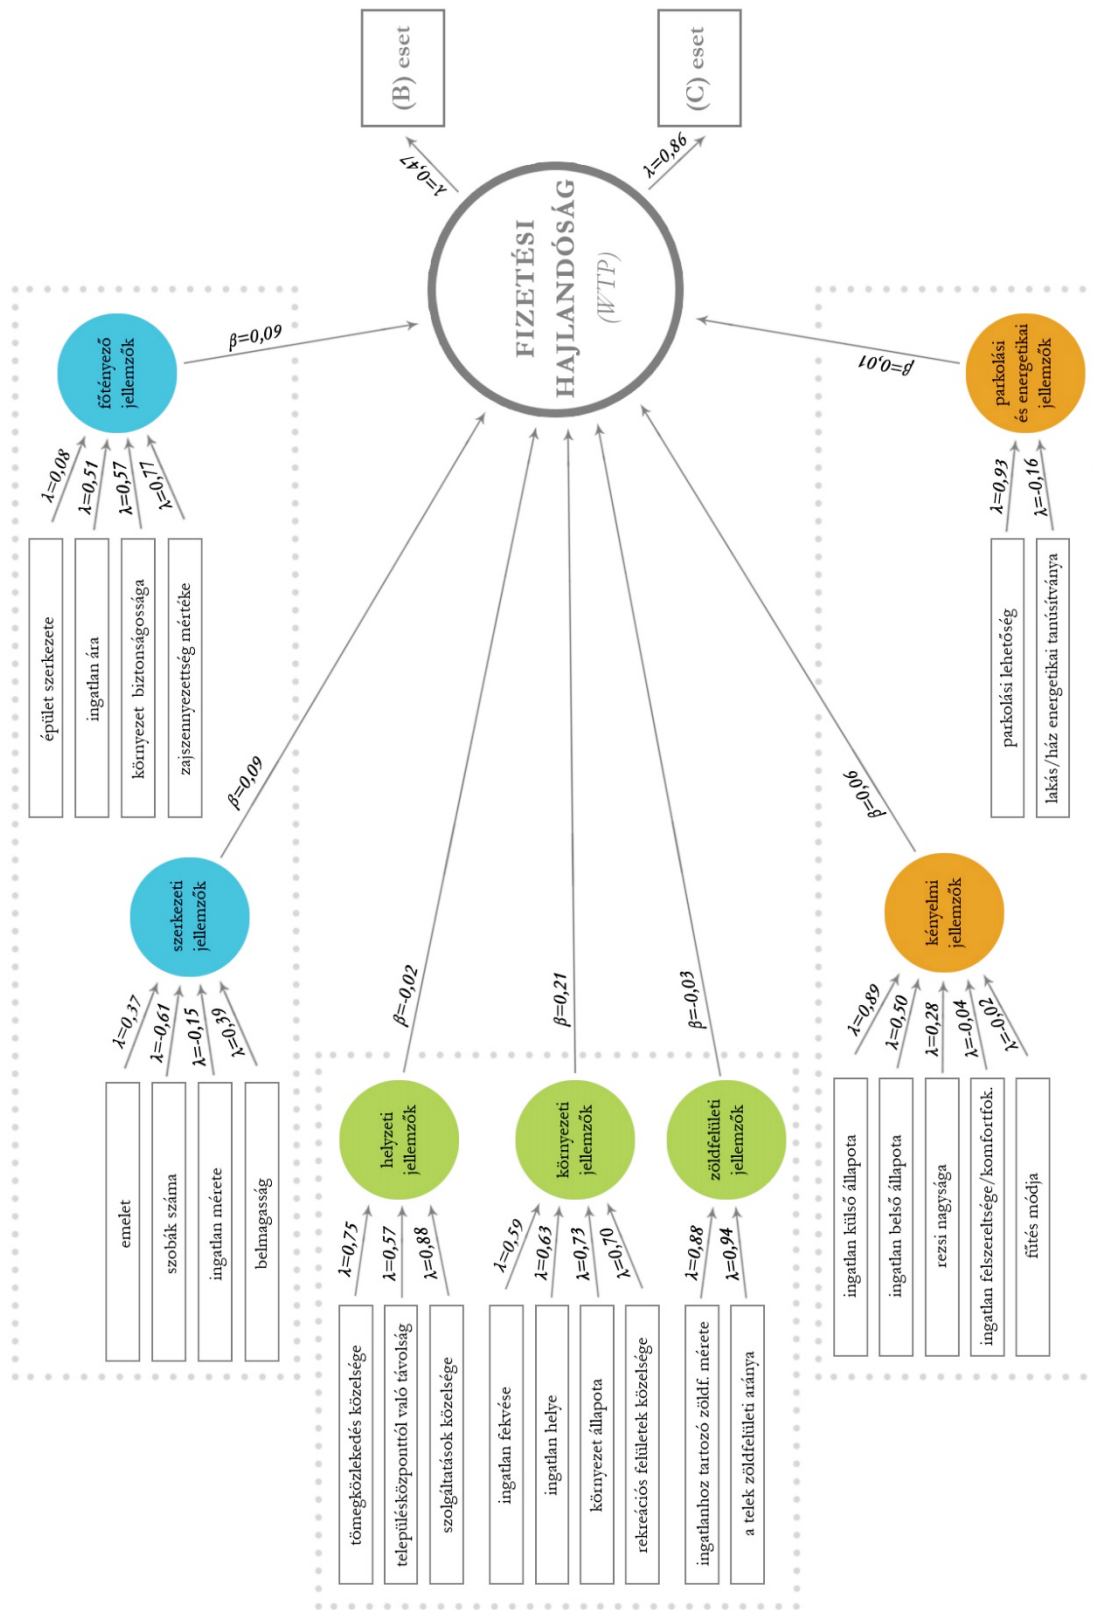 épület szerkezete
ingatlan ára
környezet biztonságossága
zajszennyezettség mértéke
λ=0,08
λ=0,51
λ=0,57
λ=0,77
főtényező
jellemzők
β=0,09
emelet
szobák száma
ingatlan mérete
belmagasság
λ=0,37
λ=-0,61
λ=-0,15
λ=0,39
szerkezeti
jellemzők
β=0,09
tömegközlekedés közelsége
településközponttól való távolság
szolgáltatások közelsége
λ=0,75
λ=0,57
λ=0,88
helyzeti
jellemzők
β=-0,02
ingatlan fekvése
ingatlan helye
környezet állapota
rekreációs felületek közelsége
λ=0,59
λ=0,63
λ=0,73
λ=0,70
környezeti
jellemzők
β=0,21
ingatlanhoz tartozó zöldf. mérete
a telek zöldfelületi aránya
λ=0,88
λ=0,94
zöldfelületi
jellemzők
β=-0,03
ingatlan külső állapota
ingatlan belső állapota
rezsi nagysága
ingatlan felszereltsége/komfortfok.
fűtés módja
λ=0,89
λ=0,50
λ=0,28
λ=-0,04
λ=-0,02
kényelmi
jellemzők
β=0,06
parkolási lehetőség
lakás/ház energetikai tanúsítványa
λ=0,93
λ=-0,16
parkolási
és energetikai
jellemzők
β=0,01
FIZETÉSI
HAJLANDÓSÁG
(WTP)
λ=0,47
(B) eset
λ=0,86
(C) eset